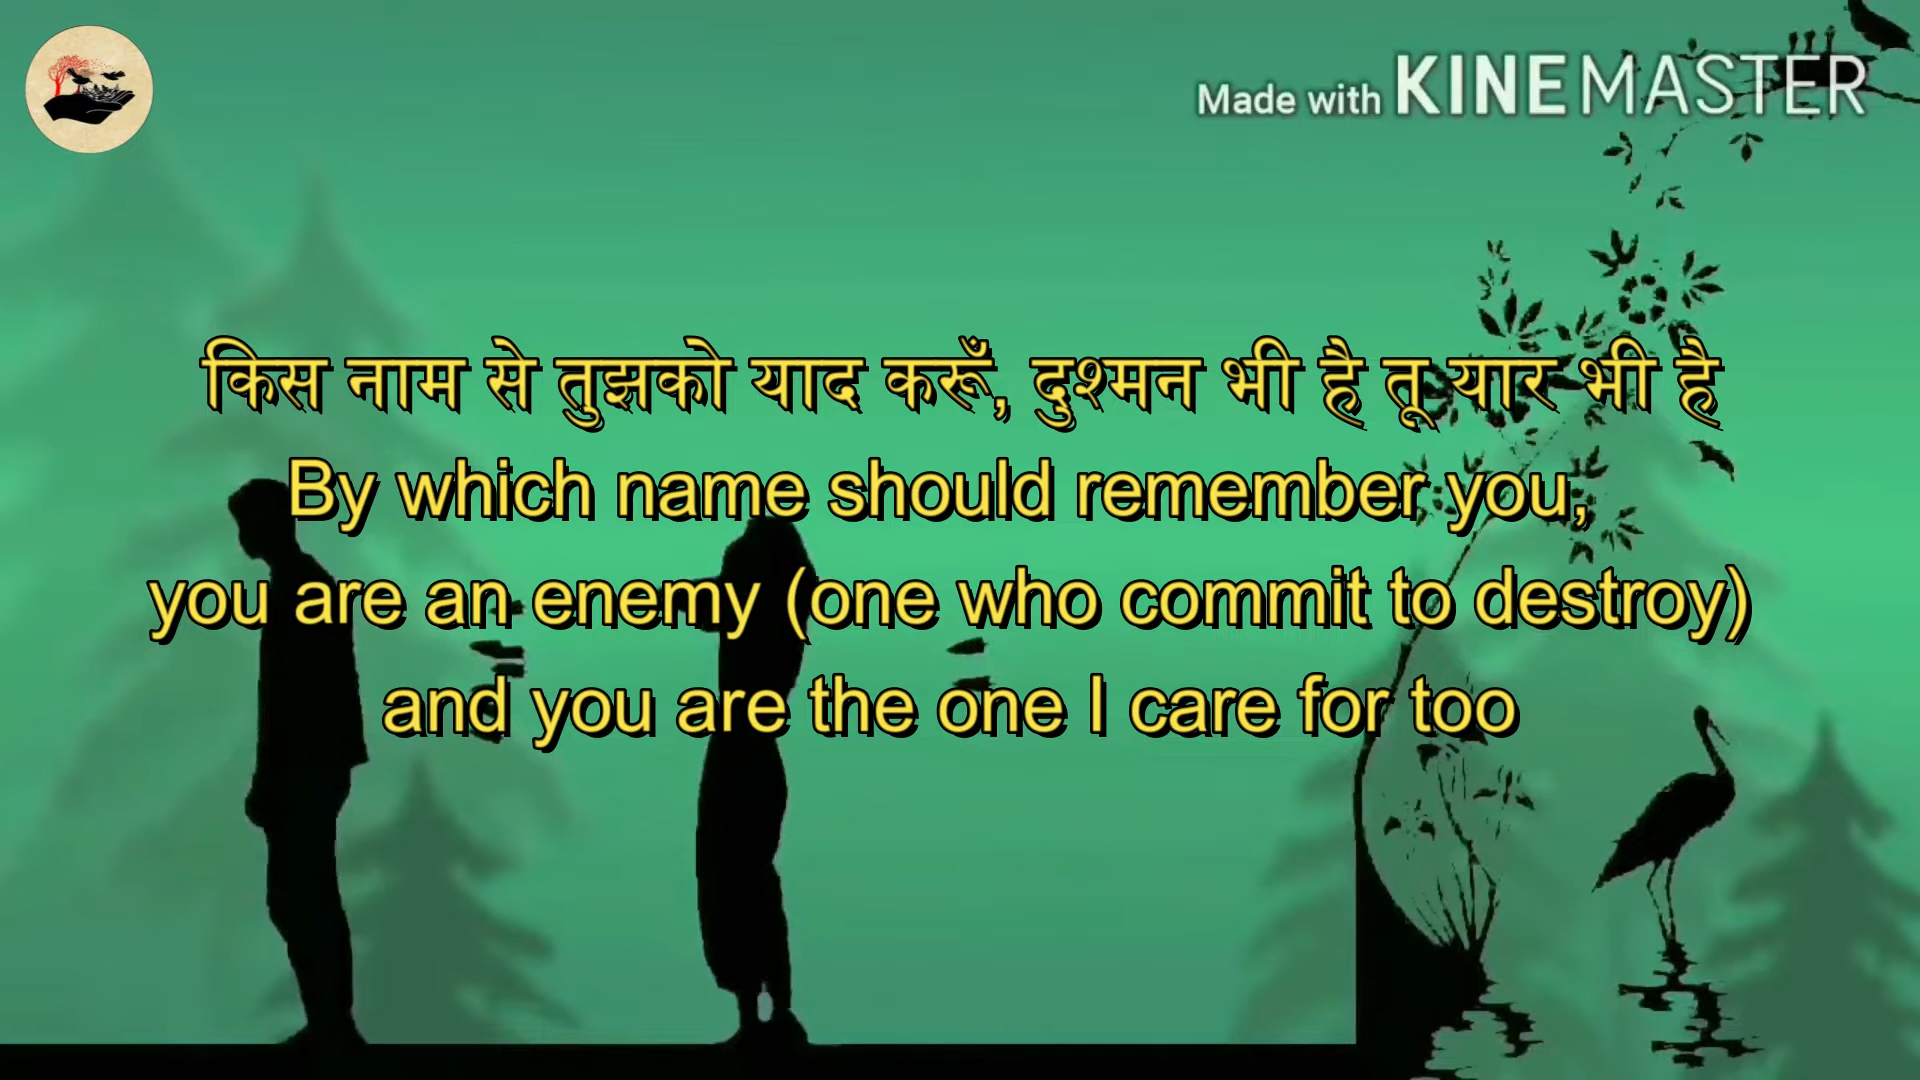 Made with KINEMASTER
किस नाम से तुझको याद करूँ, दुश्मन भी है तू यार भी है
By which name should remember you,
you are an enemy (one who commit to destroy)
and you are the one I care for too